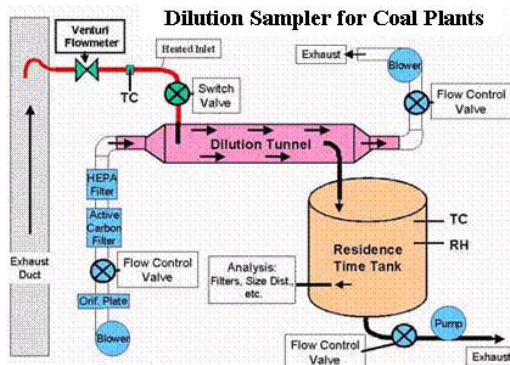 Dilution Sampler for Coal Plants
Venturi
Flowmeter
Heated Inlet
TC
Switch
Valve
Exhaust
Blower
Flow Control
Valve
Dilution Tunnel
HEPA
Filter
Active
Carbon
Filter
Flow Control
Valve
Orif. Plate
Blower
Exhaust
Duct
Residence
Time Tank
TC
RH
Analysis:
Filters, Size Dist.,
etc.
Flow Control
Valve
Pump
Exhaust